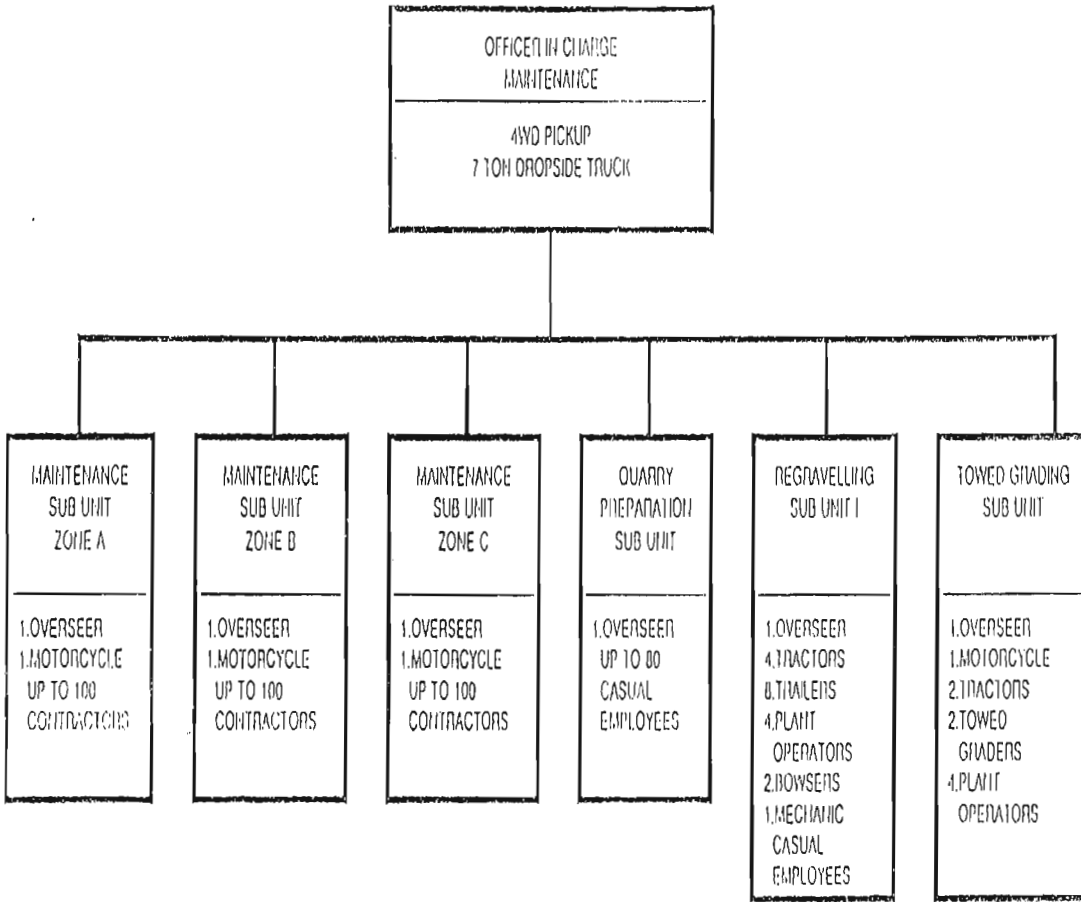 OFFICER IN CHARGE
MAINTENANCE
4WD PICKUP
7 TON DROPSIDE TRUCK
MAINTENANCE
SUB UNIT
ZONE A
1.OVERSEER
1.MOTORCYCLE
UP TO 100
CONTRACTORS
MAINTENANCE
SUB UNIT
ZONE B
1.OVERSEER
1.MOTORCYCLE
UP TO 100
CONTRACTORS
MAINTENANCE
SUB UNIT
ZONE C
1.OVERSEER
1.MOTORCYCLE
UP TO 100
CONTRACTORS
QUARRY
PREPARATION
SUB UNIT
1.OVERSEER
UP TO 80
CASUAL
EMPLOYEES
REGRAVELLING
SUB UNIT I
1.OVERSEER
4.TRACTORS
8.TRAILERS
4.PLANT
OPERATORS
2.BOWSERS
1.MECHANIC
CASUAL
EMPLOYEES
TOWED GRADING
SUB UNIT
1.OVERSEER
1.MOTORCYCLE
2.TRACTORS
2.TOWED
GRADERS
4.PLANT
OPERATORS